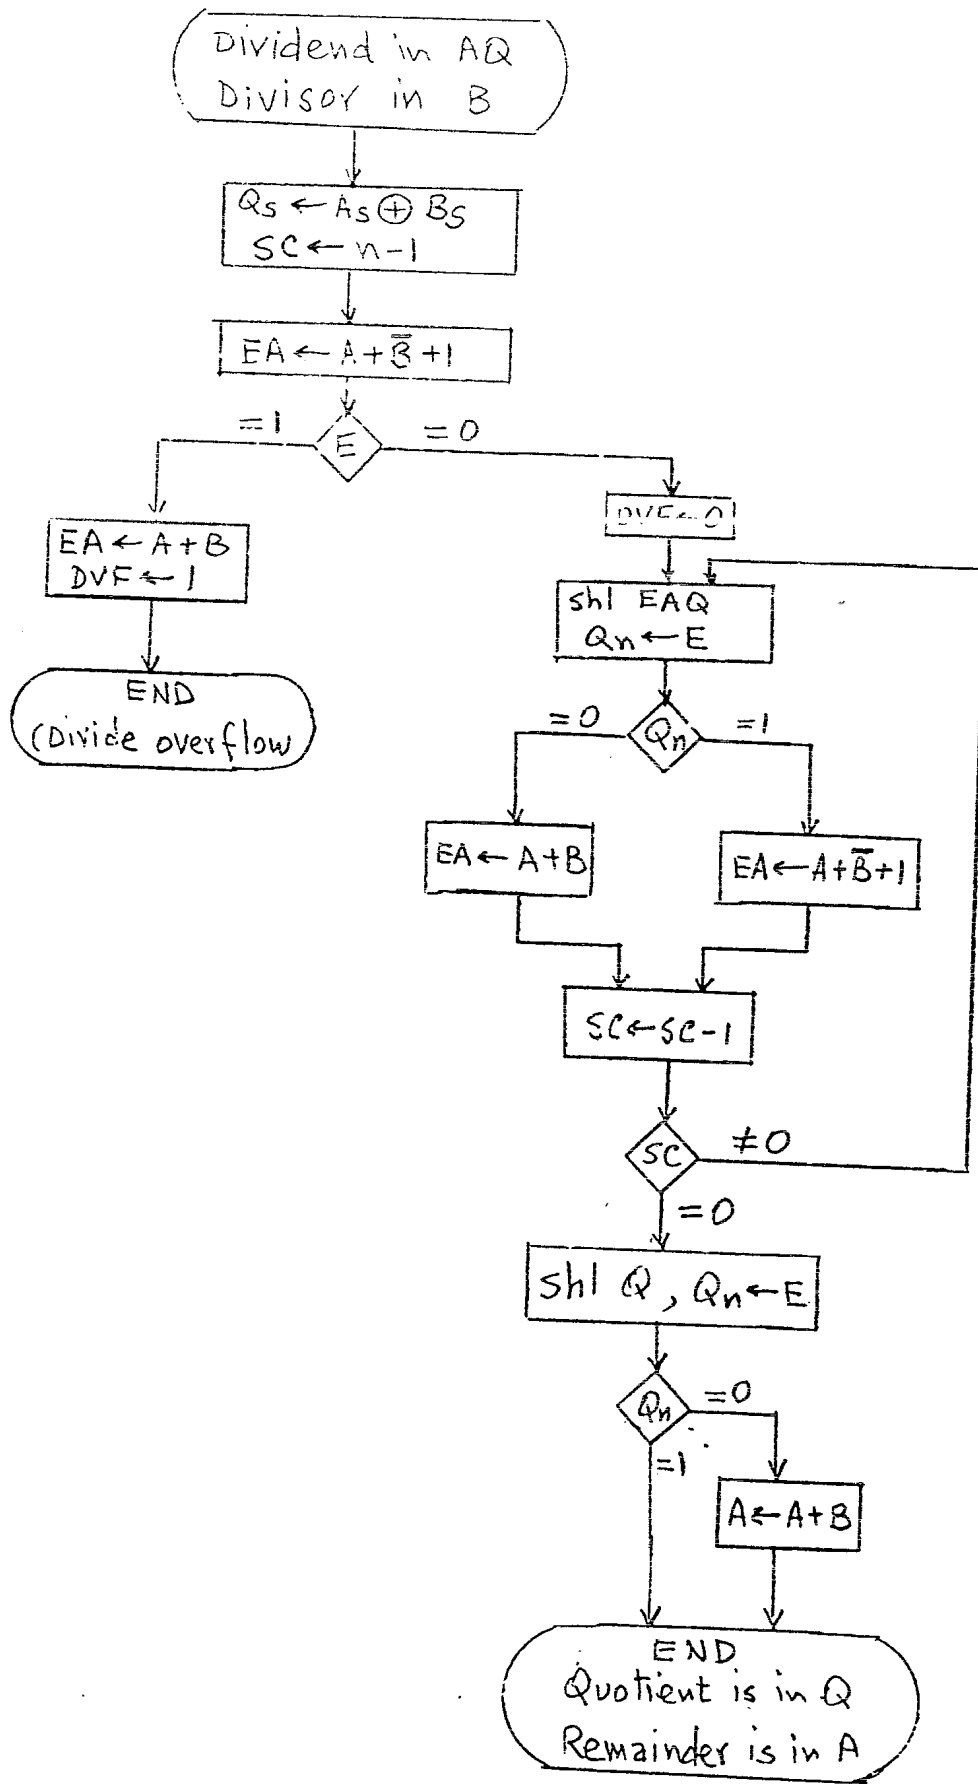 Dividend in AQ
Divisor in B
Qs ← As ⊕ Bs
SC ← n-1
EA ← A + B̅ + 1
E
=1
=0
EA ← A + B
DVF ← 1
END
(Divide overflow
DVF ← 0
shl EAQ
Qn ← E
Qn
=0
=1
EA ← A + B
EA ← A + B̅ + 1
SC ← SC - 1
SC
≠0
=0
shl Q, Qn ← E
Qn
=0
=1
A ← A + B
END
Quotient is in Q
Remainder is in A